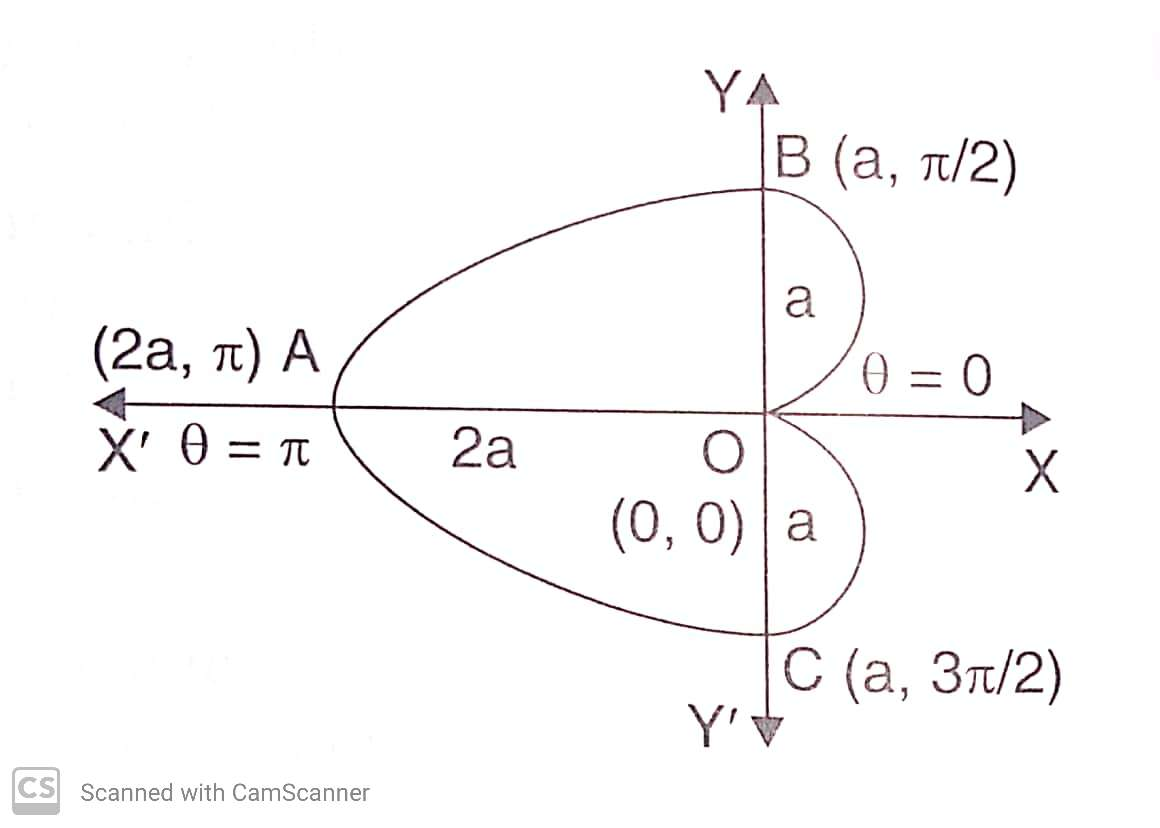 Y
B (a, π/2)
a
(2a, π) A
θ = 0
X' θ = π
2a
O
X
(0, 0)
a
C (a, 3π/2)
Y'
CS Scanned with CamScanner